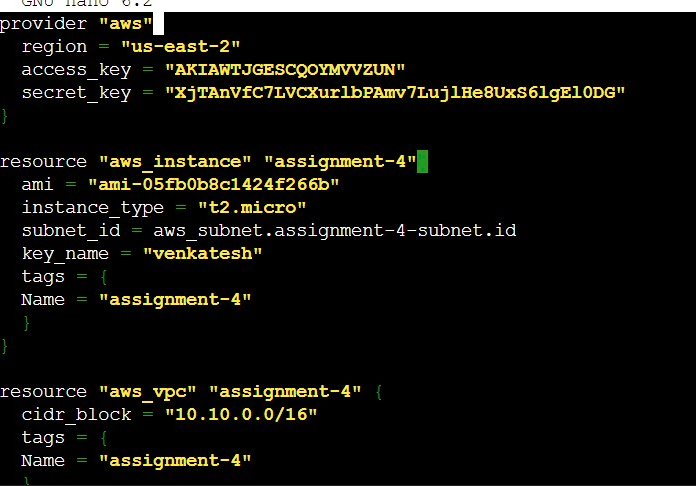 GNU nano 6.2
provider "aws"
region = "us-east-2"
access_key = "AKIAWTJGESCQOYMVVZUN"
secret_key = "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"
}
resource "aws_instance" "assignment-4"
ami = "ami-05fb0b8c1424f266b"
instance_type = "t2.micro"
subnet_id = aws_subnet.assignment-4-subnet.id
key_name = "venkatesh"
tags = {
Name = "assignment-4"
}
}
resource "aws_vpc" "assignment-4" {
cidr_block = "10.10.0.0/16"
tags = {
Name = "assignment-4"
}